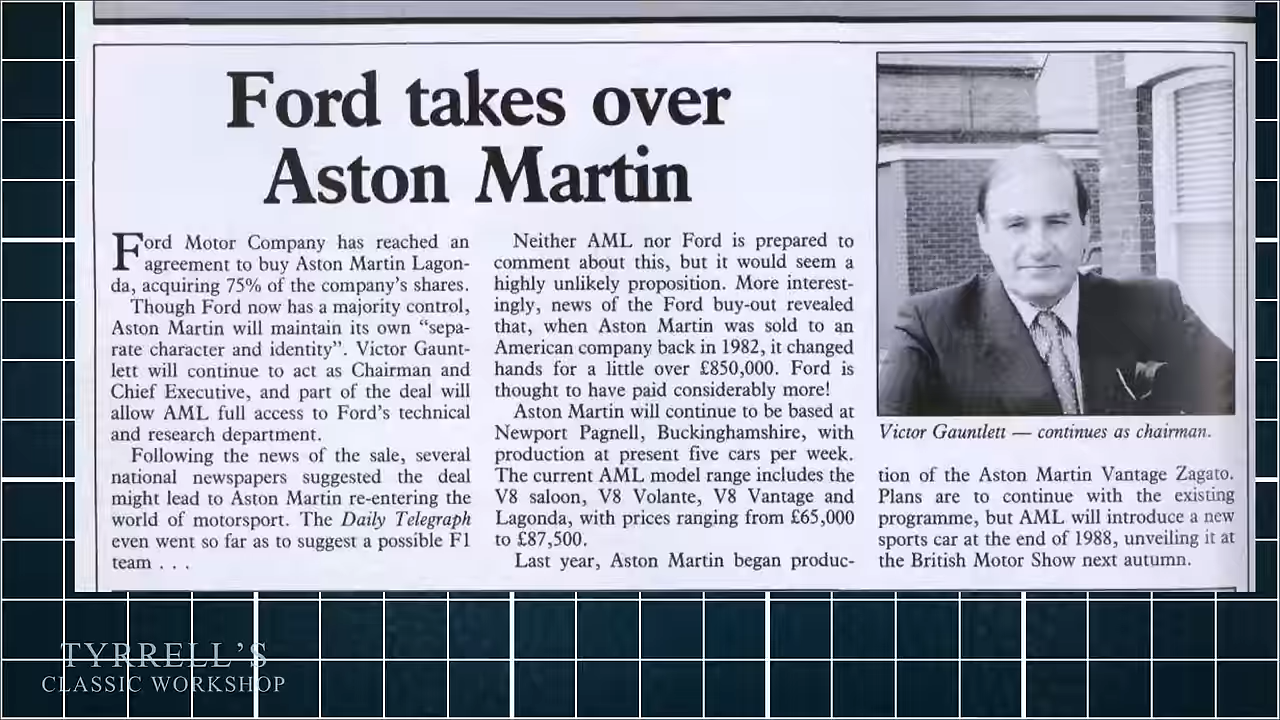 Ford takes over
Aston Martin
Ford Motor Company has reached an
agreement to buy Aston Martin Lagon-
da, acquiring 75% of the company's shares.
Though Ford now has a majority control,
Aston Martin will maintain its own “sepa-
rate character and identity”. Victor Gaunt-
lett will continue to act as Chairman and
Chief Executive, and part of the deal will
allow AML full access to Ford's technical
and research department.
Following the news of the sale, several
national newspapers suggested the deal
might lead to Aston Martin re-entering the
world of motorsport. The Daily Telegraph
even went so far as to suggest a possible F1
team . . .
Neither AML nor Ford is prepared to
comment about this, but it would seem a
highly unlikely proposition. More interest-
ingly, news of the Ford buy-out revealed
that, when Aston Martin was sold to an
American company back in 1982, it changed
hands for a little over £850,000. Ford is
thought to have paid considerably more!
Aston Martin will continue to be based at
Newport Pagnell, Buckinghamshire, with
production at present five cars per week.
The current AML model range includes the
V8 saloon, V8 Volante, V8 Vantage and
Lagonda, with prices ranging from £65,000
to £87,500.
Last year, Aston Martin began produc-
Victor Gauntlett — continues as chairman.
tion of the Aston Martin Vantage Zagato.
Plans are to continue with the existing
programme, but AML will introduce a new
sports car at the end of 1988, unveiling it at
the British Motor Show next autumn.
TYRRELL'S
CLASSIC WORKSHOP